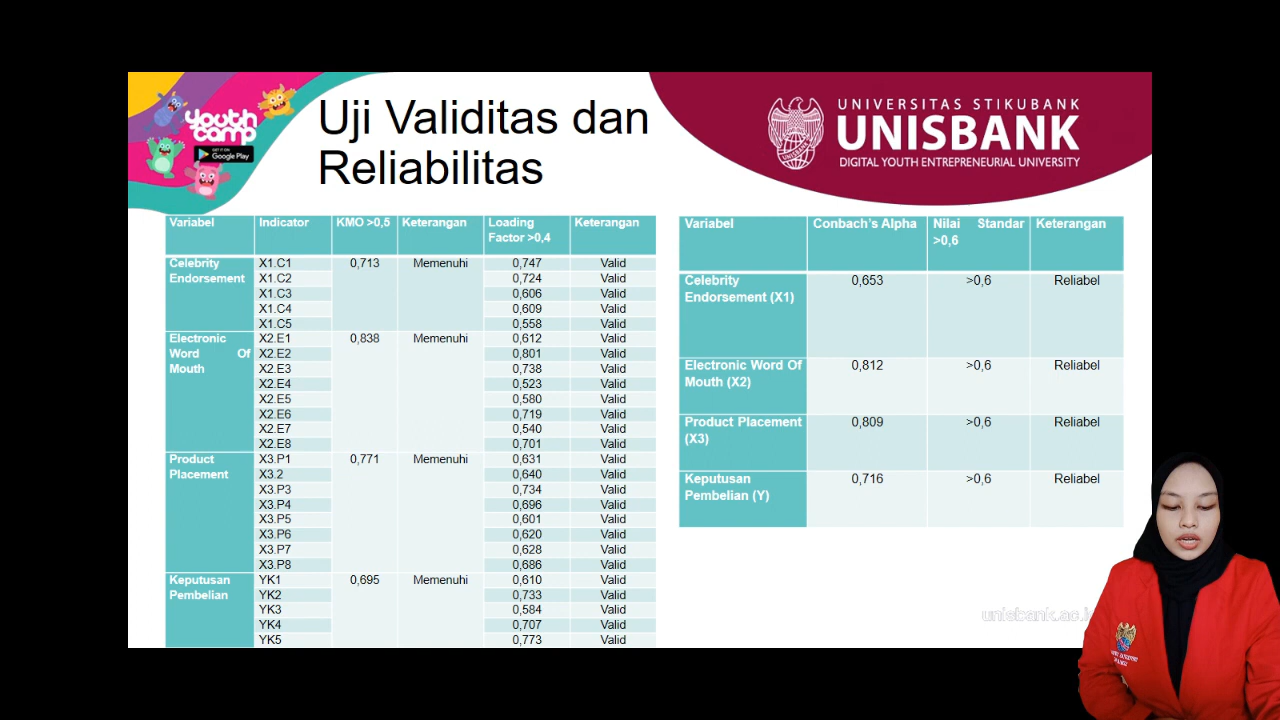 youth
camp
GET IT ON
Google Play
Uji Validitas dan
Reliabilitas
UNIVERSITAS STIKUBANK
UNISBANK
DIGITAL YOUTH ENTREPRENEURIAL UNIVERSITY
Variabel Indicator KMO >0,5 Keterangan Loading Factor >0,4 Keterangan
Celebrity Endorsement X1.C1 0,713 Memenuhi 0,747 Valid
X1.C2 0,724 Valid
X1.C3 0,606 Valid
X1.C4 0,609 Valid
X1.C5 0,558 Valid
Electronic Word Of Mouth X2.E1 0,838 Memenuhi 0,612 Valid
X2.E2 0,801 Valid
X2.E3 0,738 Valid
X2.E4 0,523 Valid
X2.E5 0,580 Valid
X2.E6 0,719 Valid
X2.E7 0,540 Valid
X2.E8 0,701 Valid
Product Placement X3.P1 0,771 Memenuhi 0,631 Valid
X3.2 0,640 Valid
X3.P3 0,734 Valid
X3.P4 0,696 Valid
X3.P5 0,601 Valid
X3.P6 0,620 Valid
X3.P7 0,628 Valid
X3.P8 0,686 Valid
Keputusan Pembelian YK1 0,695 Memenuhi 0,610 Valid
YK2 0,733 Valid
YK3 0,584 Valid
YK4 0,707 Valid
YK5 0,773 Valid
Variabel Conbach's Alpha Nilai Standar >0,6 Keterangan
Celebrity Endorsement (X1) 0,653 >0,6 Reliabel
Electronic Word Of Mouth (X2) 0,812 >0,6 Reliabel
Product Placement (X3) 0,809 >0,6 Reliabel
Keputusan Pembelian (Y) 0,716 >0,6 Reliabel
unisbank.ac.i